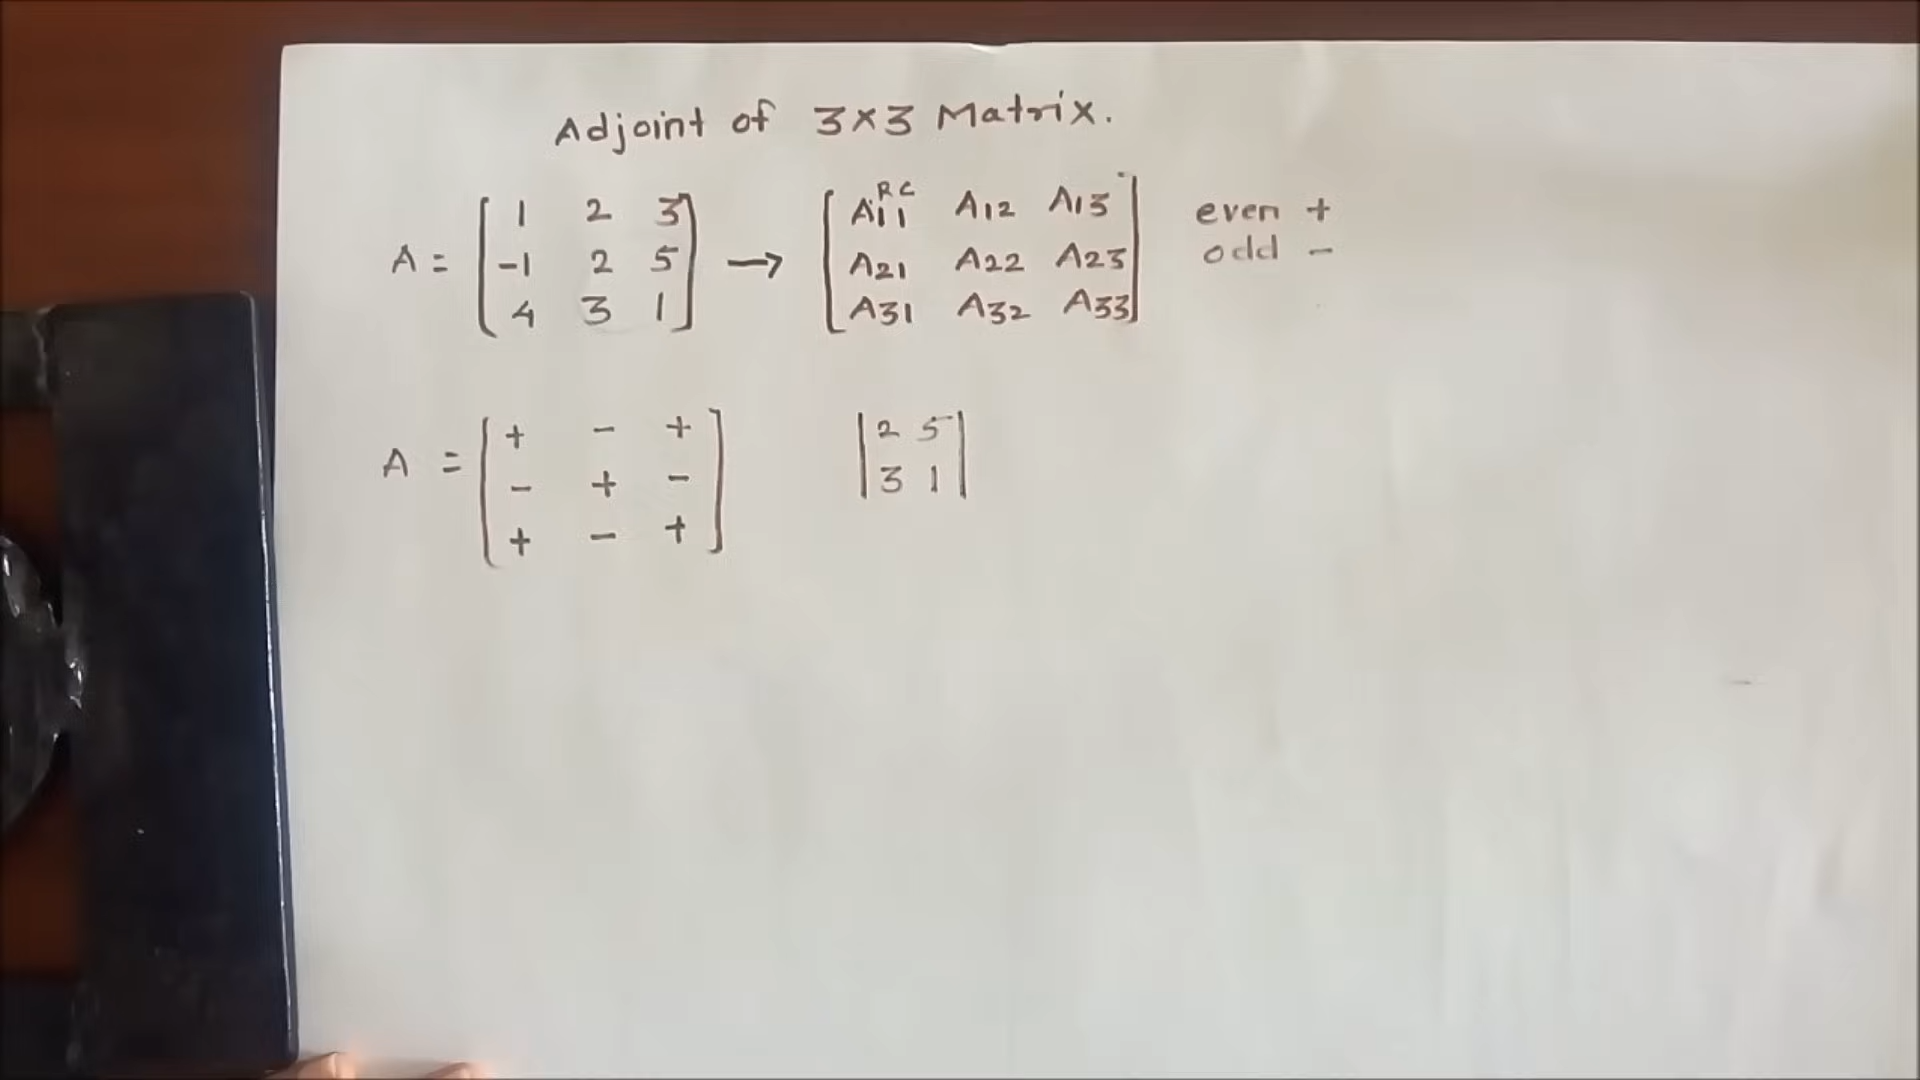 Adjoint of 3×3 Matrix.
R C
A = [ 1 2 3 ] → [ A11 A12 A13 ] even +
[ -1 2 5 ] [ A21 A22 A23 ] odd -
[ 4 3 1 ] [ A31 A32 A33 ]
A = [ + - + ] | 2 5 |
[ - + - ] | 3 1 |
[ + - + ]